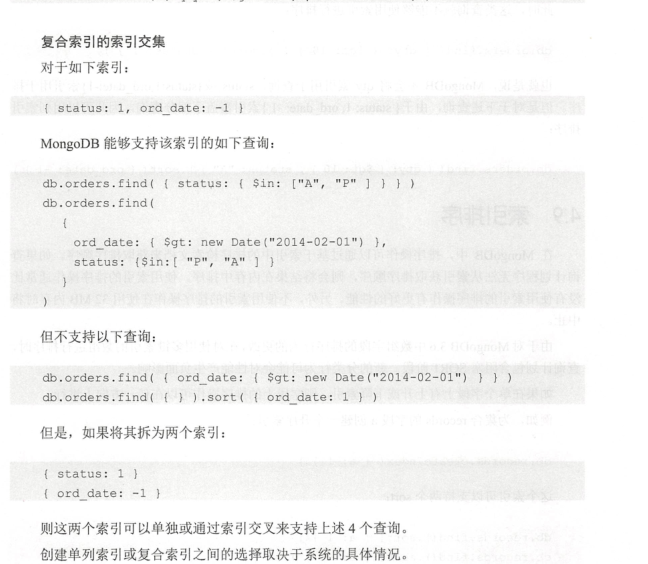 复合索引的索引交集
对于如下索引：
{ status: 1, ord_date: -1 }
MongoDB 能够支持该索引的如下查询：
db.orders.find( { status: { $in: ["A", "P" ] } } )
db.orders.find(
{
ord_date: { $gt: new Date("2014-02-01") },
status: {$in:[ "P", "A" ] }
}
)
但不支持以下查询：
db.orders.find( { ord_date: { $gt: new Date("2014-02-01") } } )
db.orders.find( { } ).sort( { ord_date: 1 } )
但是，如果将其拆为两个索引：
{ status: 1 }
{ ord_date: -1 }
则这两个索引可以单独或通过索引交叉来支持上述 4 个查询。
创建单列索引或复合索引之间的选择取决于系统的具体情况。